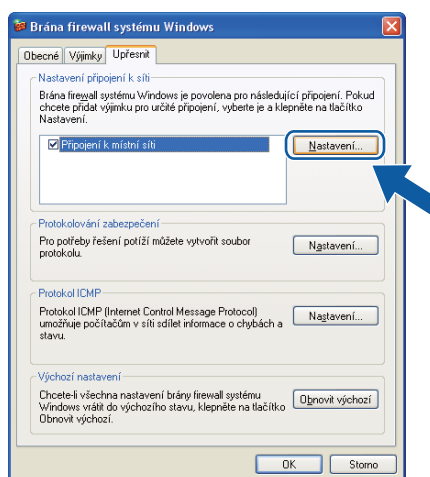 Brána firewall systému Windows
Obecné Výjimky Upřesnit
Nastavení připojení k síti
Brána firewall systému Windows je povolena pro následující připojení. Pokud
chcete přidat výjimku pro určité připojení, vyberte je a klepněte na tlačítko
Nastavení.
Připojení k místní síti
Nastavení...
Protokolování zabezpečení
Pro potřeby řešení potíží můžete vytvořit soubor
protokolu.
Nastavení...
Protokol ICMP
Protokol ICMP (Internet Control Message Protocol)
umožňuje počítačům v síti sdílet informace o chybách a
stavu.
Nastavení...
Výchozí nastavení
Chcete-li všechna nastavení brány firewall systému
Windows vrátit do výchozího stavu, klepněte na tlačítko
Obnovit výchozí.
Obnovit výchozí
OK Storno